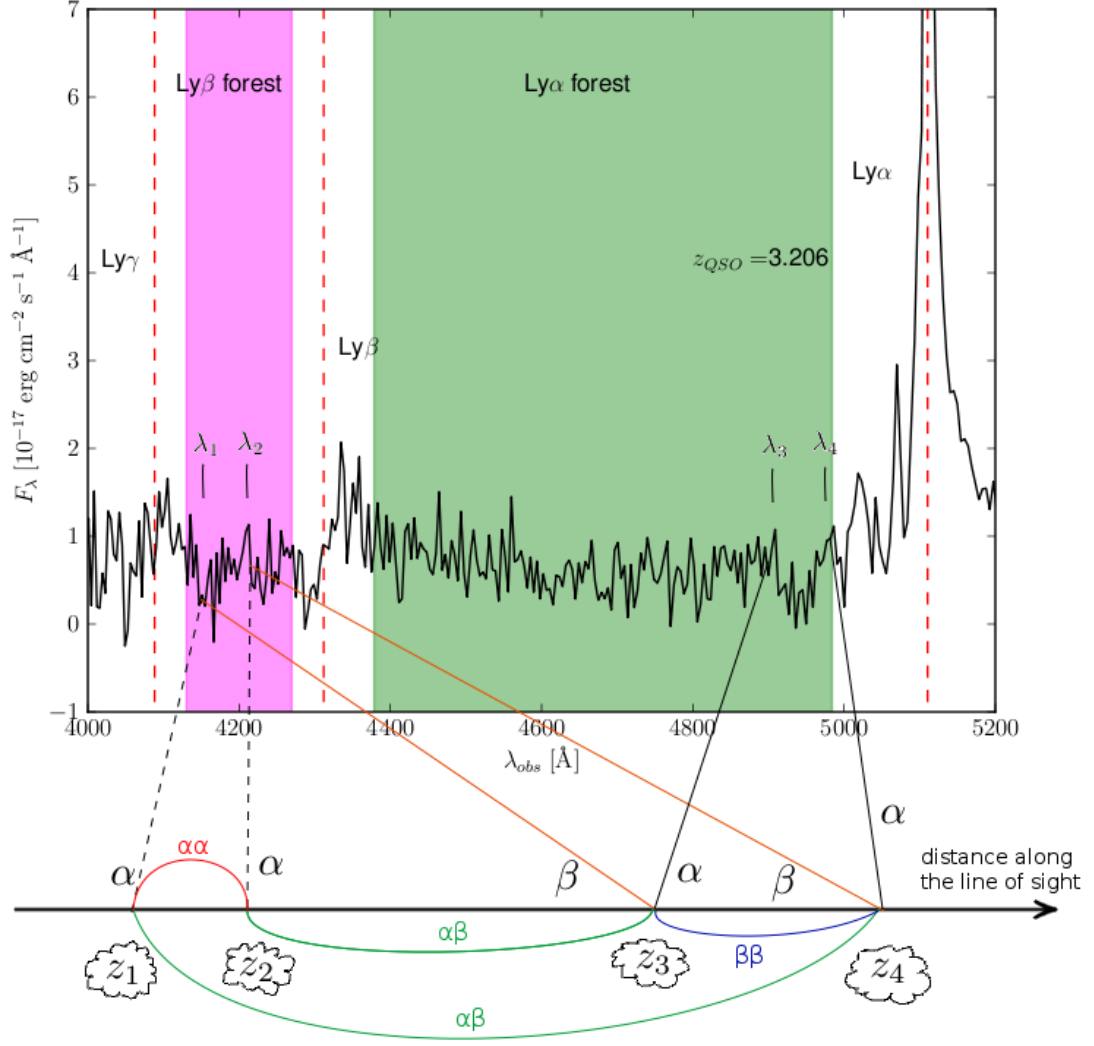 7
6
5
4
3
2
1
0
−1
F_λ [10⁻¹⁷ erg cm⁻² s⁻¹ Å⁻¹]
Lyβ forest
Lyα forest
Lyα
Lyγ
z_QSO =3.206
Lyβ
λ₁
λ₂
λ₃
λ₄
4000
4200
4400
4600
4800
5000
5200
λ_obs [Å]
α
αα
α
β
α
β
α
distance along
the line of sight
αβ
ββ
z₁
z₂
z₃
z₄
αβ